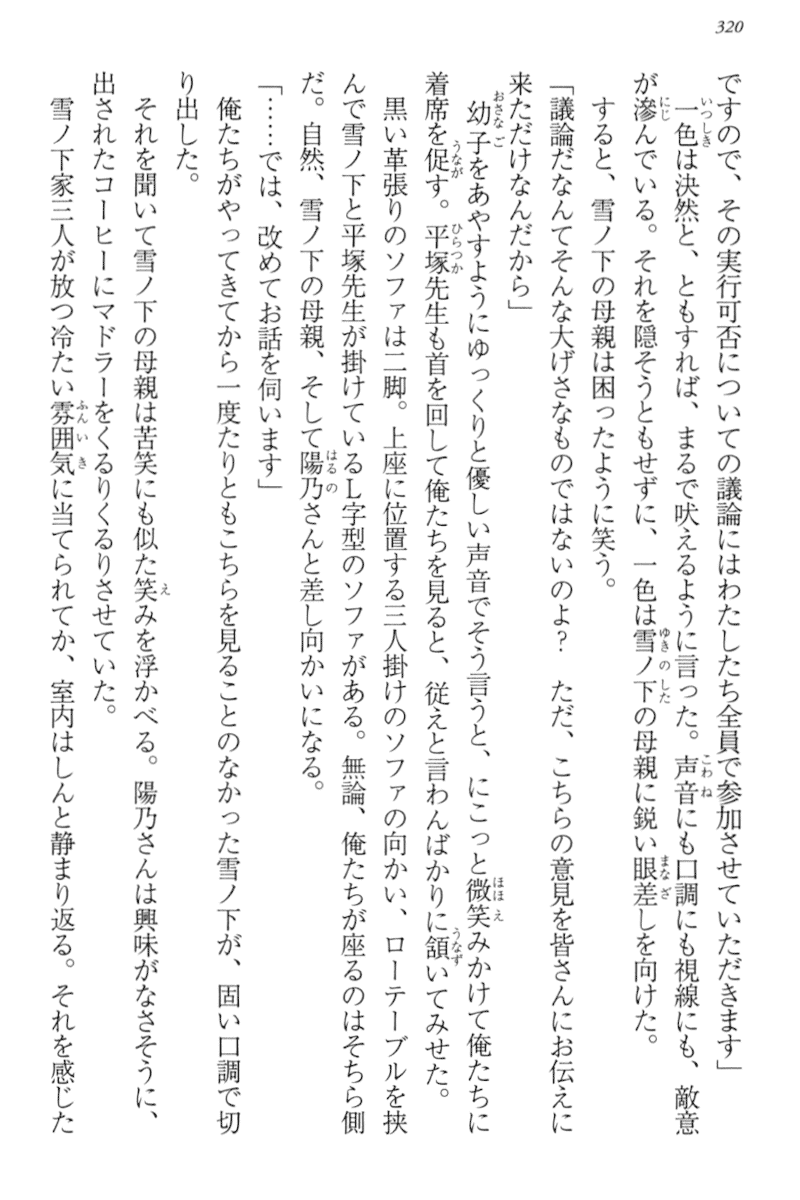 320
ですので、その実行可否についての議論にはわたしたち全員で参加させていただきます」
　一色は決然と、ともすれば、まるで吠えるように言った。声音にも口調にも視線にも、敵意
が滲んでいる。それを隠そうともせずに、一色は雪ノ下の母親に鋭い眼差しを向けた。
　すると、雪ノ下の母親は困ったように笑う。
「議論だなんてそんな大げさなものではないのよ？　ただ、こちらの意見を皆さんにお伝えに
来ただけなんだから」
　幼子をあやすようにゆっくりと優しい声音でそう言うと、にこっと微笑みかけて俺たちに
着席を促す。平塚先生も首を回して俺たちを見ると、従えと言わんばかりに頷いてみせた。
　黒い革張りのソファは二脚。上座に位置する三人掛けのソファの向かい、ローテーブルを挟
んで雪ノ下と平塚先生が掛けているL字型のソファがある。無論、俺たちが座るのはそちら側
だ。自然、雪ノ下の母親、そして陽乃さんと差し向かいになる。
「……では、改めてお話を伺います」
　俺たちがやってきてから一度たりともこちらを見ることのなかった雪ノ下が、固い口調で切
り出した。
　それを聞いて雪ノ下の母親は苦笑にも似た笑みを浮かべる。陽乃さんは興味がなさそうに、
出されたコーヒーにマドラーをくるりくるりさせていた。
　雪ノ下家三人が放つ冷たい雰囲気に当てられてか、室内はしんと静まり返る。それを感じた